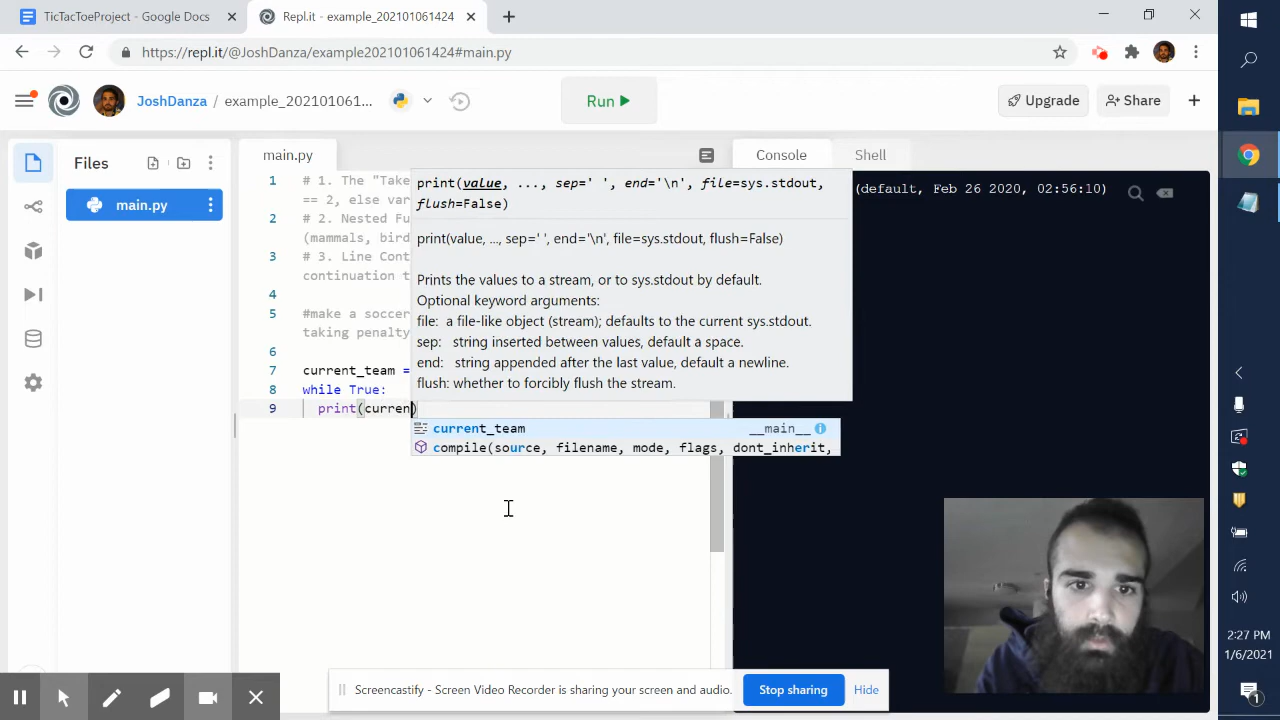 TicTacToeProject - Google Docs
Repl.it - example_20210106142
https://repl.it/@JoshDanza/example202101061424#main.py
JoshDanza / example_202101061...
Run
Upgrade
Share
Files
main.py
main.py
Console
Shell
1 # 1. The "Take
== 2, else var
2 # 2. Nested Fu
(mammals, bird
3 # 3. Line Cont
continuation t
4
5 #make a soccer
taking penalty
6
7 current_team =
8 while True:
9 print(curren)
print(value, ..., sep=' ', end='\n', file=sys.stdout,
flush=False)
print(value, ..., sep=' ', end='\n', file=sys.stdout, flush=False)
Prints the values to a stream, or to sys.stdout by default.
Optional keyword arguments:
file: a file-like object (stream); defaults to the current sys.stdout.
sep: string inserted between values, default a space.
end: string appended after the last value, default a newline.
flush: whether to forcibly flush the stream.
current_team __main__
compile(source, filename, mode, flags, dont_inherit,
(default, Feb 26 2020, 02:56:10)
Screencastify - Screen Video Recorder is sharing your screen and audio.
Stop sharing
Hide
2:27 PM
1/6/2021
1